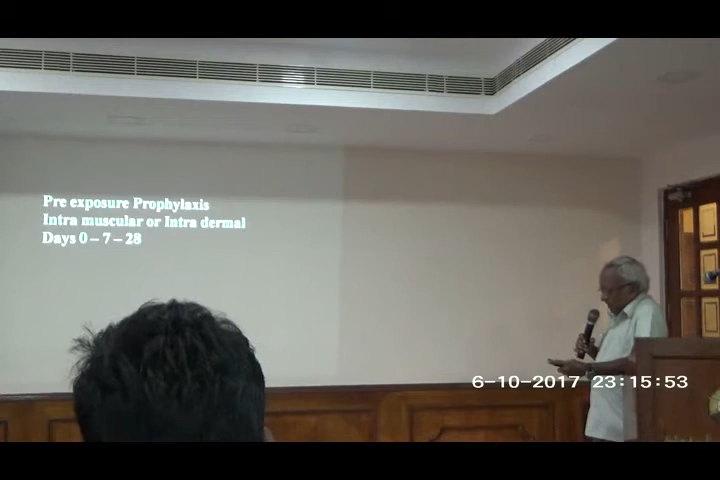 Pre exposure Prophylaxis
Intra muscular or Intra dermal
Days 0 – 7 – 28
6-10-2017 23:15:53